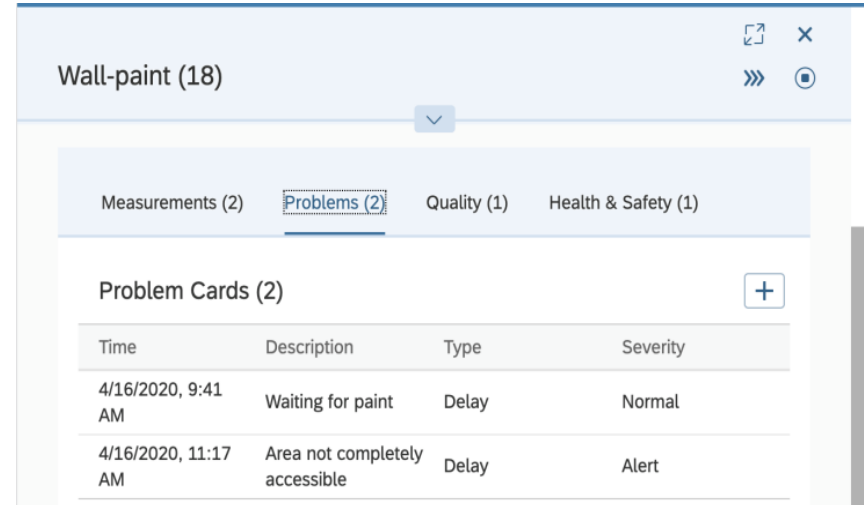 Wall-paint (18)
Measurements (2) Problems (2) Quality (1) Health & Safety (1)
Problem Cards (2)
Time Description Type Severity
4/16/2020, 9:41
AM
Waiting for paint Delay Normal
4/16/2020, 11:17
AM
Area not completely
accessible
Delay Alert